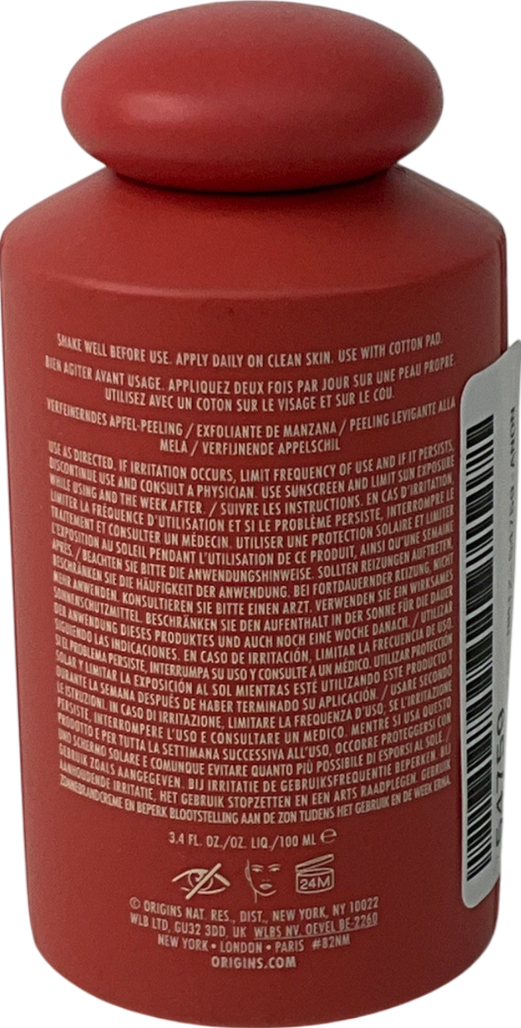 SHAKE WELL BEFORE USE. APPLY DAILY ON CLEAN SKIN. USE WITH COTTON PAD.
BIEN AGITER AVANT USAGE. APPLIQUEZ DEUX FOIS PAR JOUR SUR UNE PEAU PROPRE.
UTILISEZ AVEC UN COTON SUR LE VISAGE ET SUR LE COU.
VERFEINERNDES APFEL-PEELING / EXFOLIANTE DE MANZANA / PEELING LEVIGANTE ALLA
MELA / VERFIJNENDE APPELSCHIL
USE AS DIRECTED. IF IRRITATION OCCURS, LIMIT FREQUENCY OF USE AND IF IT PERSISTS,
DISCONTINUE USE AND CONSULT A PHYSICIAN. USE SUNSCREEN AND LIMIT SUN EXPOSURE
WHILE USING AND THE WEEK AFTER. / SUIVRE LES INSTRUCTIONS. EN CAS D'IRRITATION,
LIMITER LA FRÉQUENCE D'UTILISATION ET SI LE PROBLÈME PERSISTE, INTERROMPRE LE
TRAITEMENT ET CONSULTER UN MÉDECIN. UTILISER UNE PROTECTION SOLAIRE ET LIMITER
L'EXPOSITION AU SOLEIL PENDANT L'UTILISATION DE CE PRODUIT, AINSI QU'UNE SEMAINE
APRÈS. / BEACHTEN SIE BITTE DIE ANWENDUNGSHINWEISE. SOLLTEN REIZUNGEN AUFTRETEN,
BESCHRÄNKEN SIE DIE HÄUFIGKEIT DER ANWENDUNG. BEI FORTDAUERNDER REIZUNG, NICHT
MEHR ANWENDEN. KONSULTIEREN SIE BITTE EINEN ARZT. VERWENDEN SIE EIN WIRKSAMES
SONNENSCHUTZMITTEL. BESCHRÄNKEN SIE DEN AUFENTHALT IN DER SONNE FÜR DIE DAUER
DER ANWENDUNG DIESES PRODUKTES UND AUCH NOCH EINE WOCHE DANACH. / UTILIZAR
SIGUIENDO LAS INDICACIONES. EN CASO DE IRRITACIÓN, LIMITAR LA FRECUENCIA DE USO.
SI EL PROBLEMA PERSISTE, INTERRUMPA SU USO Y CONSULTE A UN MÉDICO. UTILIZAR PROTECCIÓN
SOLAR Y LIMITAR LA EXPOSICIÓN AL SOL MIENTRAS ESTÉ UTILIZANDO ESTE PRODUCTO Y
DURANTE LA SEMANA DESPUÉS DE HABER TERMINADO SU APLICACIÓN. / USARE SECONDO
LE ISTRUZIONI. IN CASO DI IRRITAZIONE, LIMITARE LA FREQUENZA D'USO; SE L'IRRITAZIONE
PERSISTE, INTERROMPERE L'USO E CONSULTARE UN MEDICO. MENTRE SI USA QUESTO
PRODOTTO E PER TUTTA LA SETTIMANA SUCCESSIVA ALL'USO, OCCORRE PROTEGGERSI CON
UNO SCHERMO SOLARE E COMUNQUE EVITARE QUANTO PIÙ POSSIBILE DI ESPORSI AL SOLE /
GEBRUIK ZOALS AANGEGEVEN. BIJ IRRITATIE DE GEBRUIKSFREQUENTIE BEPERKEN. BIJ
AANHOUDENDE IRRITATIE, HET GEBRUIK STOPZETTEN EN EEN ARTS RAADPLEGEN. GEBRUIK
ZONNEBRANDCRÈME EN BEPERK BLOOTSTELLING AAN DE ZON TIJDENS HET GEBRUIK EN DE WEEK ERNA.
3.4 FL. OZ./OZ. LIQ./100 ML ℮
24M
© ORIGINS NAT. RES., DIST., NEW YORK, NY 10022
WLB LTD, GU32 3DD, UK WLBS NV, OEVEL BE-2260
NEW YORK • LONDON • PARIS #82NM
ORIGINS.COM
54760